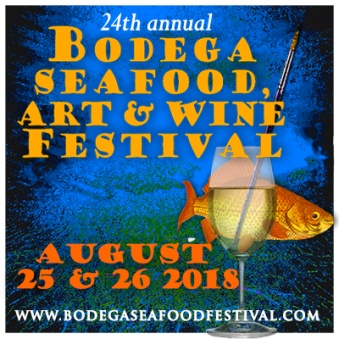 24th annual
BODEGA
SEAFOOD,
ART & WINE
FESTIVAL
AUGUST
25 & 26 2018
WWW.BODEGASEAFOODFESTIVAL.COM